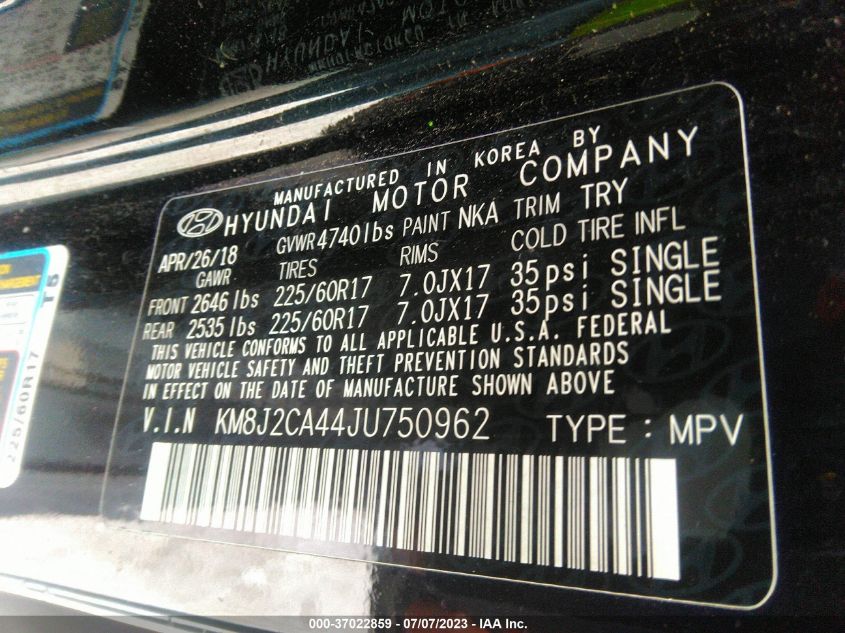 MANUFACTURED IN KOREA BY
HYUNDAI MOTOR COMPANY
APR/26/18 GVWR 4740 lbs PAINT NKA TRIM TRY
GAWR TIRES RIMS COLD TIRE INFL
FRONT 2646 lbs 225/60R17 7.0JX17 35psi SINGLE
REAR 2535 lbs 225/60R17 7.0JX17 35psi SINGLE
THIS VEHICLE CONFORMS TO ALL APPLICABLE U.S.A. FEDERAL
MOTOR VEHICLE SAFETY AND THEFT PREVENTION STANDARDS
IN EFFECT ON THE DATE OF MANUFACTURE SHOWN ABOVE
V.I.N KM8J2CA44JU750962 TYPE : MPV
225/60R17
000-37022859 - 07/07/2023 - IAA Inc.